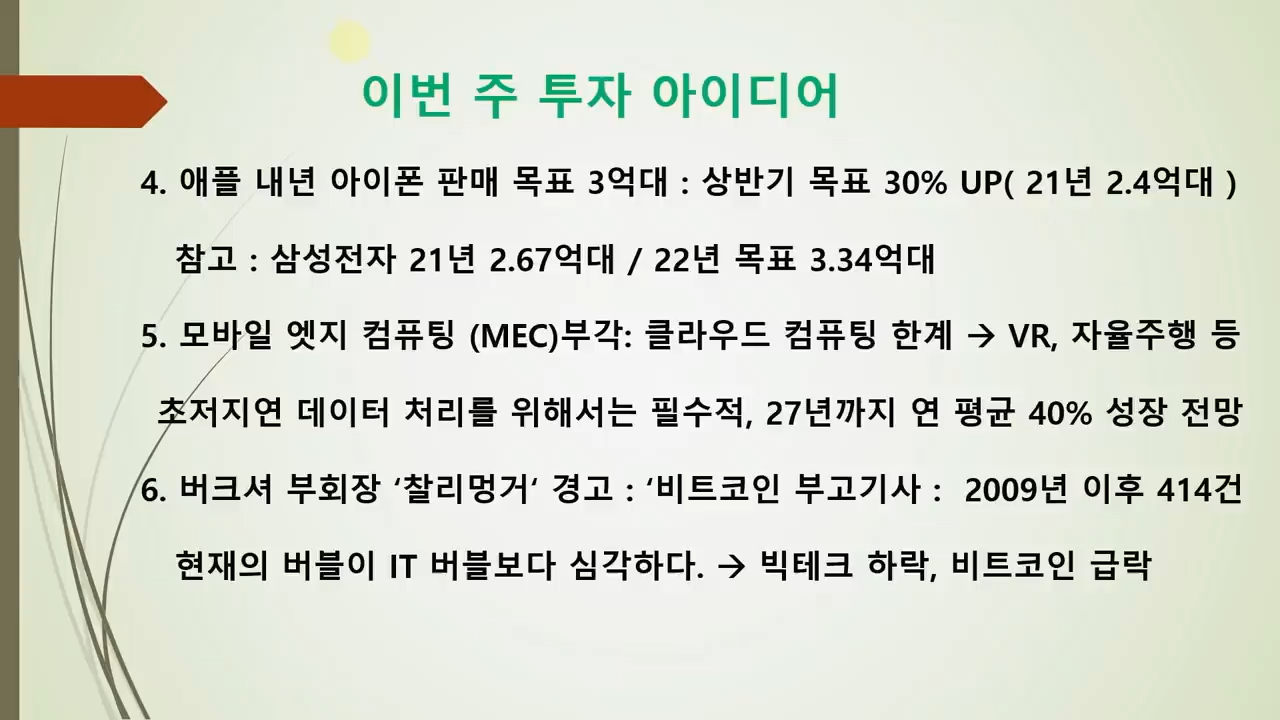 이번 주 투자 아이디어
4. 애플 내년 아이폰 판매 목표 3억대 : 상반기 목표 30% UP( 21년 2.4억대 )
참고 : 삼성전자 21년 2.67억대 / 22년 목표 3.34억대
5. 모바일 엣지 컴퓨팅 (MEC)부각: 클라우드 컴퓨팅 한계 → VR, 자율주행 등
초저지연 데이터 처리를 위해서는 필수적, 27년까지 연 평균 40% 성장 전망
6. 버크셔 부회장 ‘찰리멍거‘ 경고 : ‘비트코인 부고기사 : 2009년 이후 414건
현재의 버블이 IT 버블보다 심각하다. → 빅테크 하락, 비트코인 급락